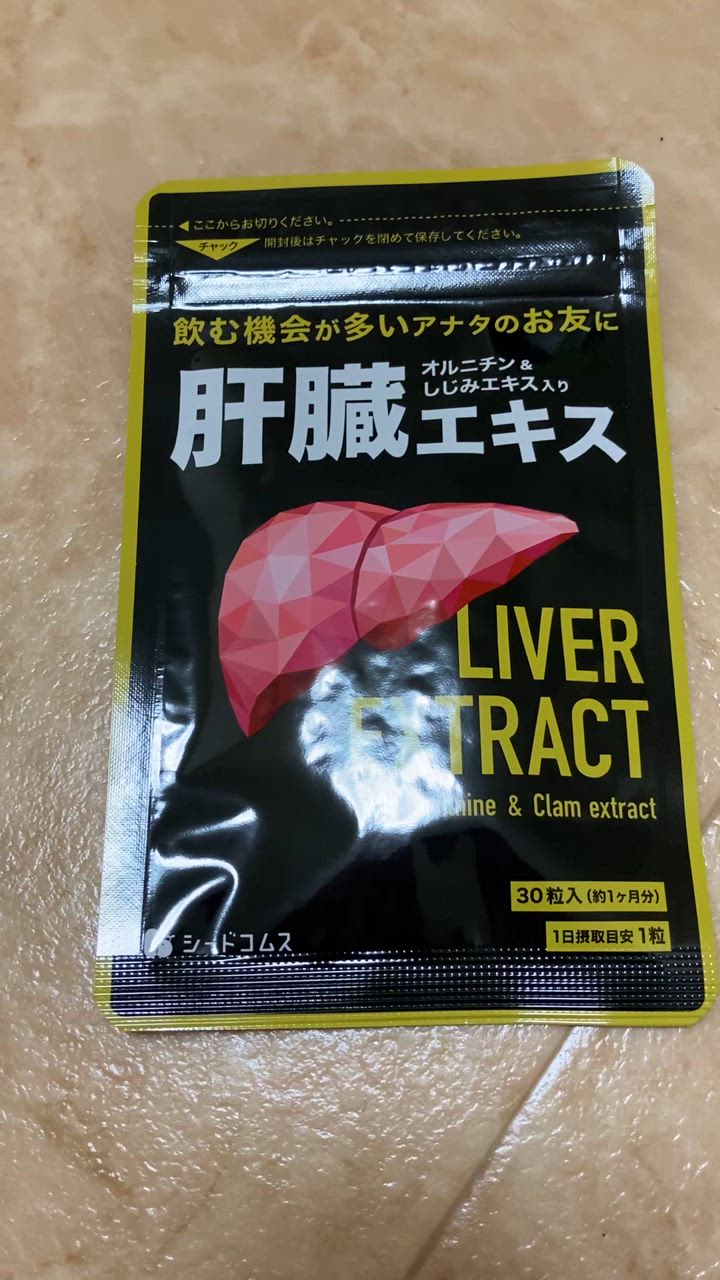 ◀ここからお切りください。
チャック
開封後はチャックを閉めて保存してください。
飲む機会が多いアナタのお友に
オルニチン&
しじみエキス入り
肝臓エキス
LIVER
EXTRACT
& Clam extract
30粒入(約1ヶ月分)
1日摂取目安1粒
シードコムス